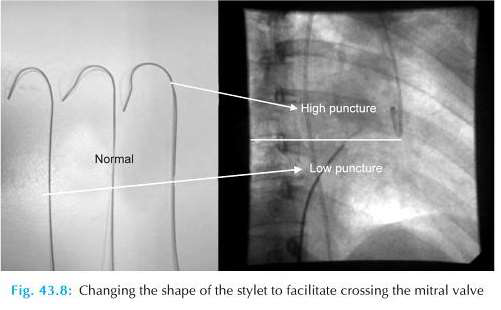 High puncture
Normal
Low puncture
Fig. 43.8: Changing the shape of the stylet to facilitate crossing the mitral valve